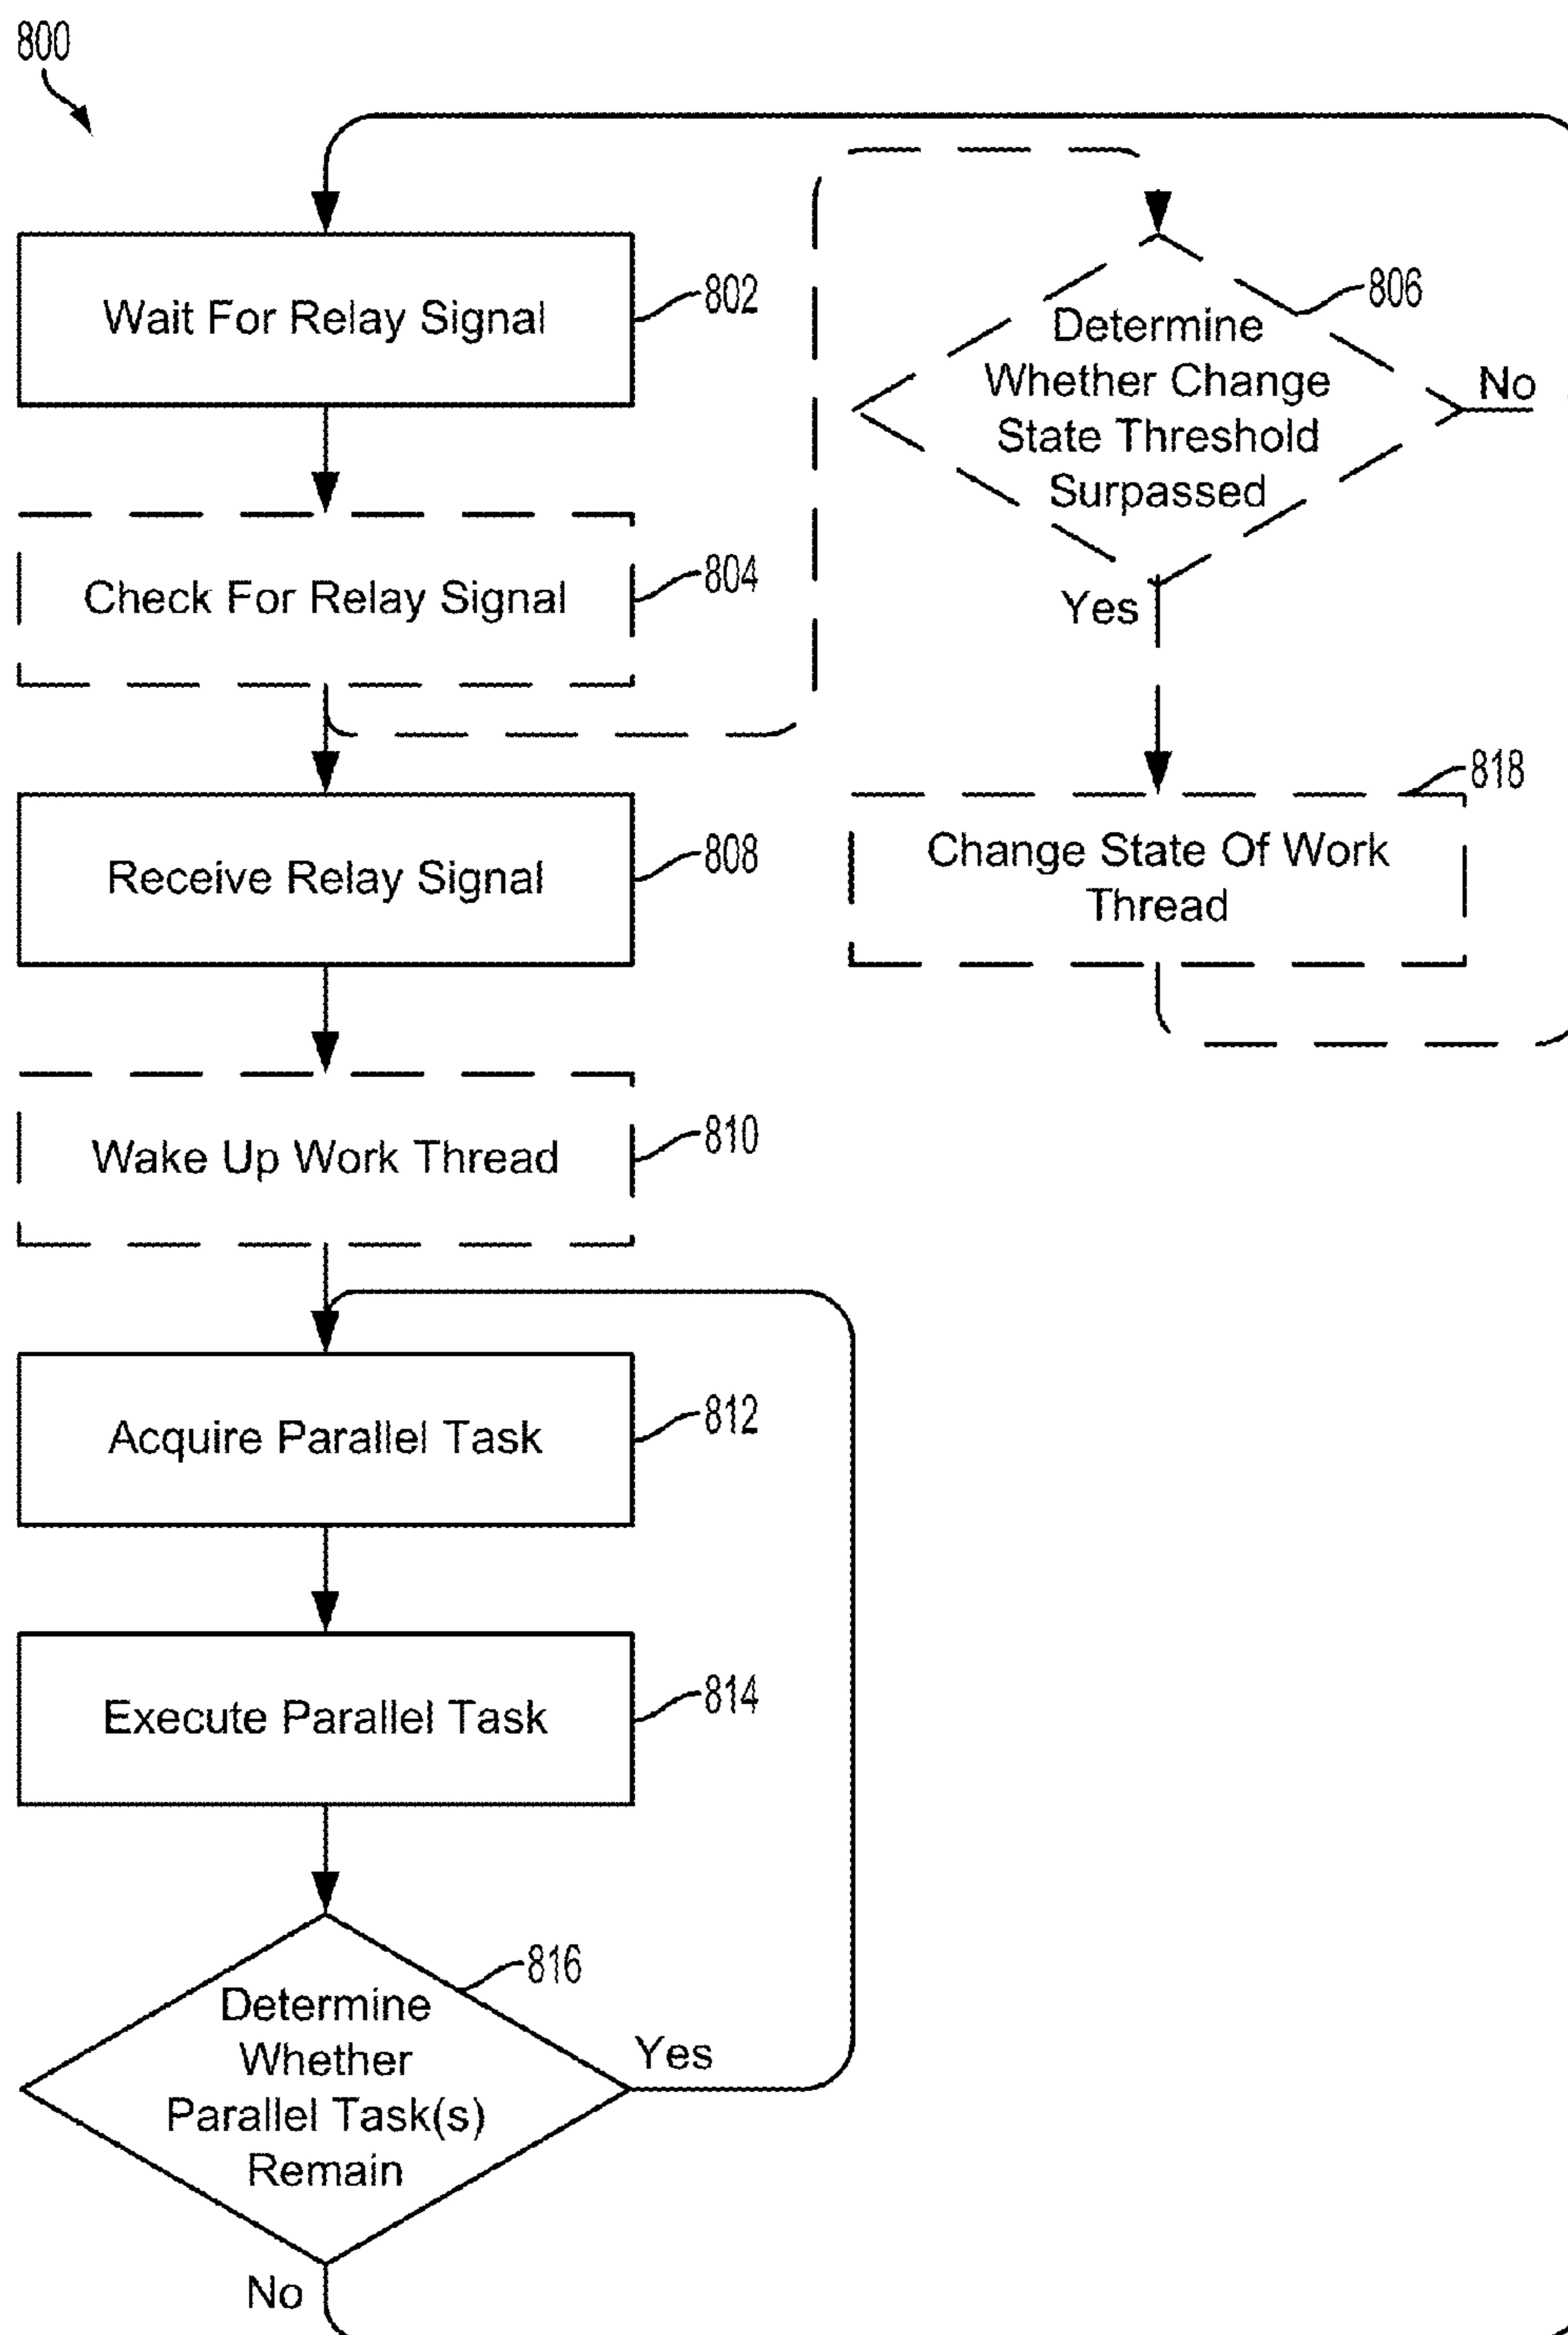 800
Wait For Relay Signal
802
Check For Relay Signal
804
Determine
Whether Change
State Threshold
Surpassed
806
No
Yes
Receive Relay Signal
808
Change State Of Work
Thread
818
Wake Up Work Thread
810
Acquire Parallel Task
812
Execute Parallel Task
814
Determine
Whether
Parallel Task(s)
Remain
816
Yes
No